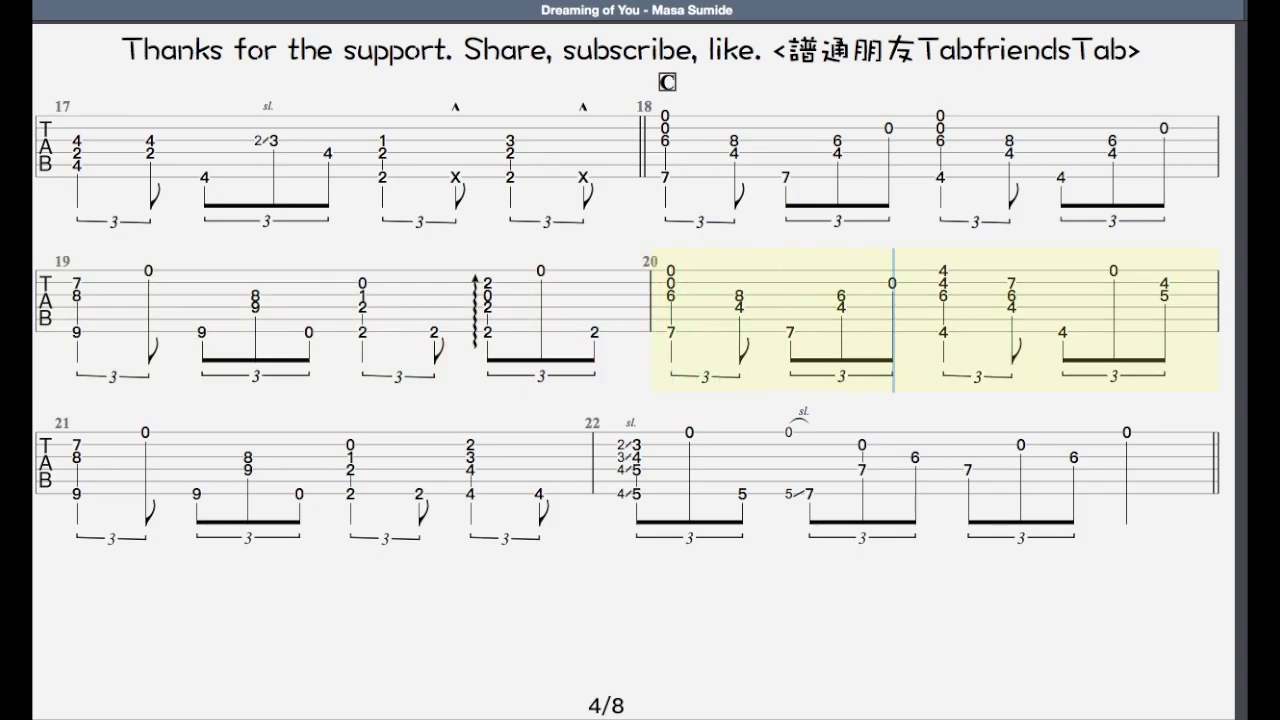 Dreaming of You - Masa Sumide
Thanks for the support. Share, subscribe, like. <譜通朋友TabfriendsTab>
C
17 sl. ^ ^ 18
T 4 4 2⁄3 1 3 0 8 6 0 0 8 6 0
A 2 2 4 2 2 0 4 4 0 4 4
B 4 4 2 X 2 X 6 7 7 6 4 4
3 3 3 3 3 3 3 3
19 20
T 7 0 8 0 2 0 0 8 6 0 4 7 0 4
A 8 9 1 0 0 4 4 4 6 5
B 9 9 0 2 2 2 2 2 6 7 7 6 4 4 4
3 3 3 3 3 3 3 3
21 22 sl. sl.
T 7 0 8 0 2 2⁄3 0 0 0 0 0
A 8 9 1 3 3⁄4 7 6 7 6
B 9 9 0 2 2 2 4 4 4 4⁄5 4⁄5 5 5⁄7
3 3 3 3 3 3 3
4/8